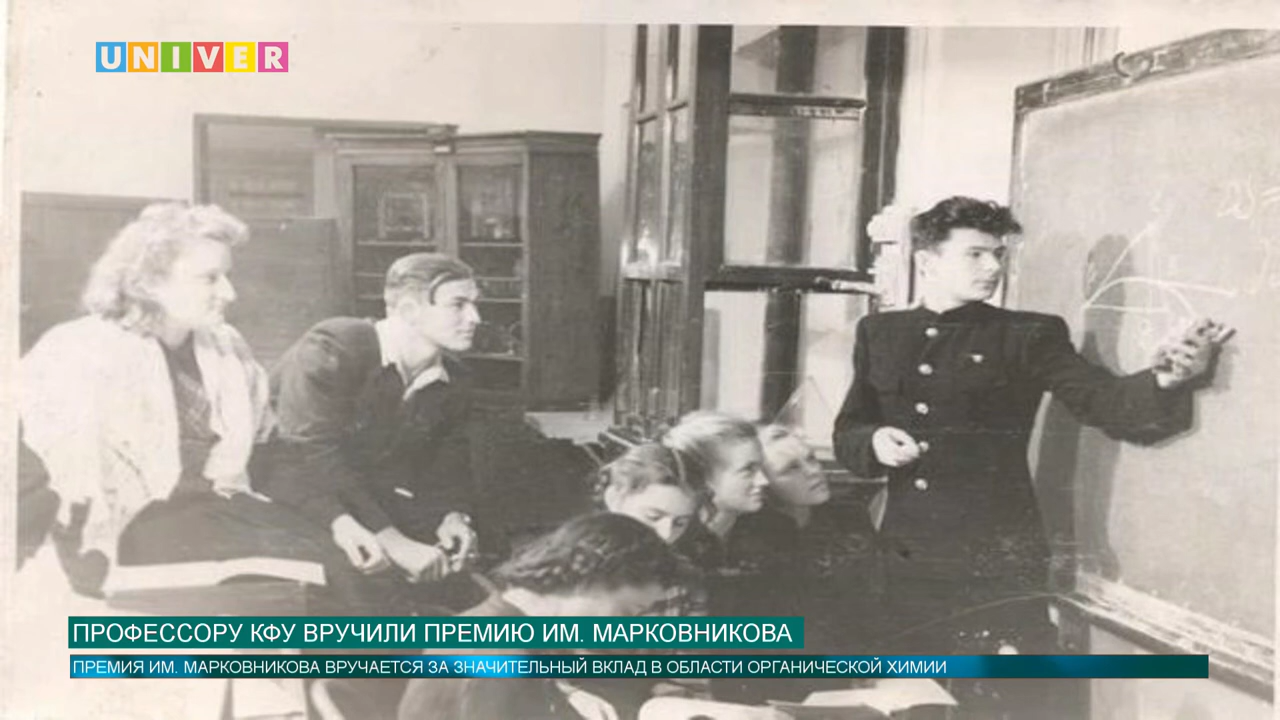 UNIVER
ПРОФЕССОРУ КФУ ВРУЧИЛИ ПРЕМИЮ ИМ. МАРКОВНИКОВА
ПРЕМИЯ ИМ. МАРКОВНИКОВА ВРУЧАЕТСЯ ЗА ЗНАЧИТЕЛЬНЫЙ ВКЛАД В ОБЛАСТИ ОРГАНИЧЕСКОЙ ХИМИИ